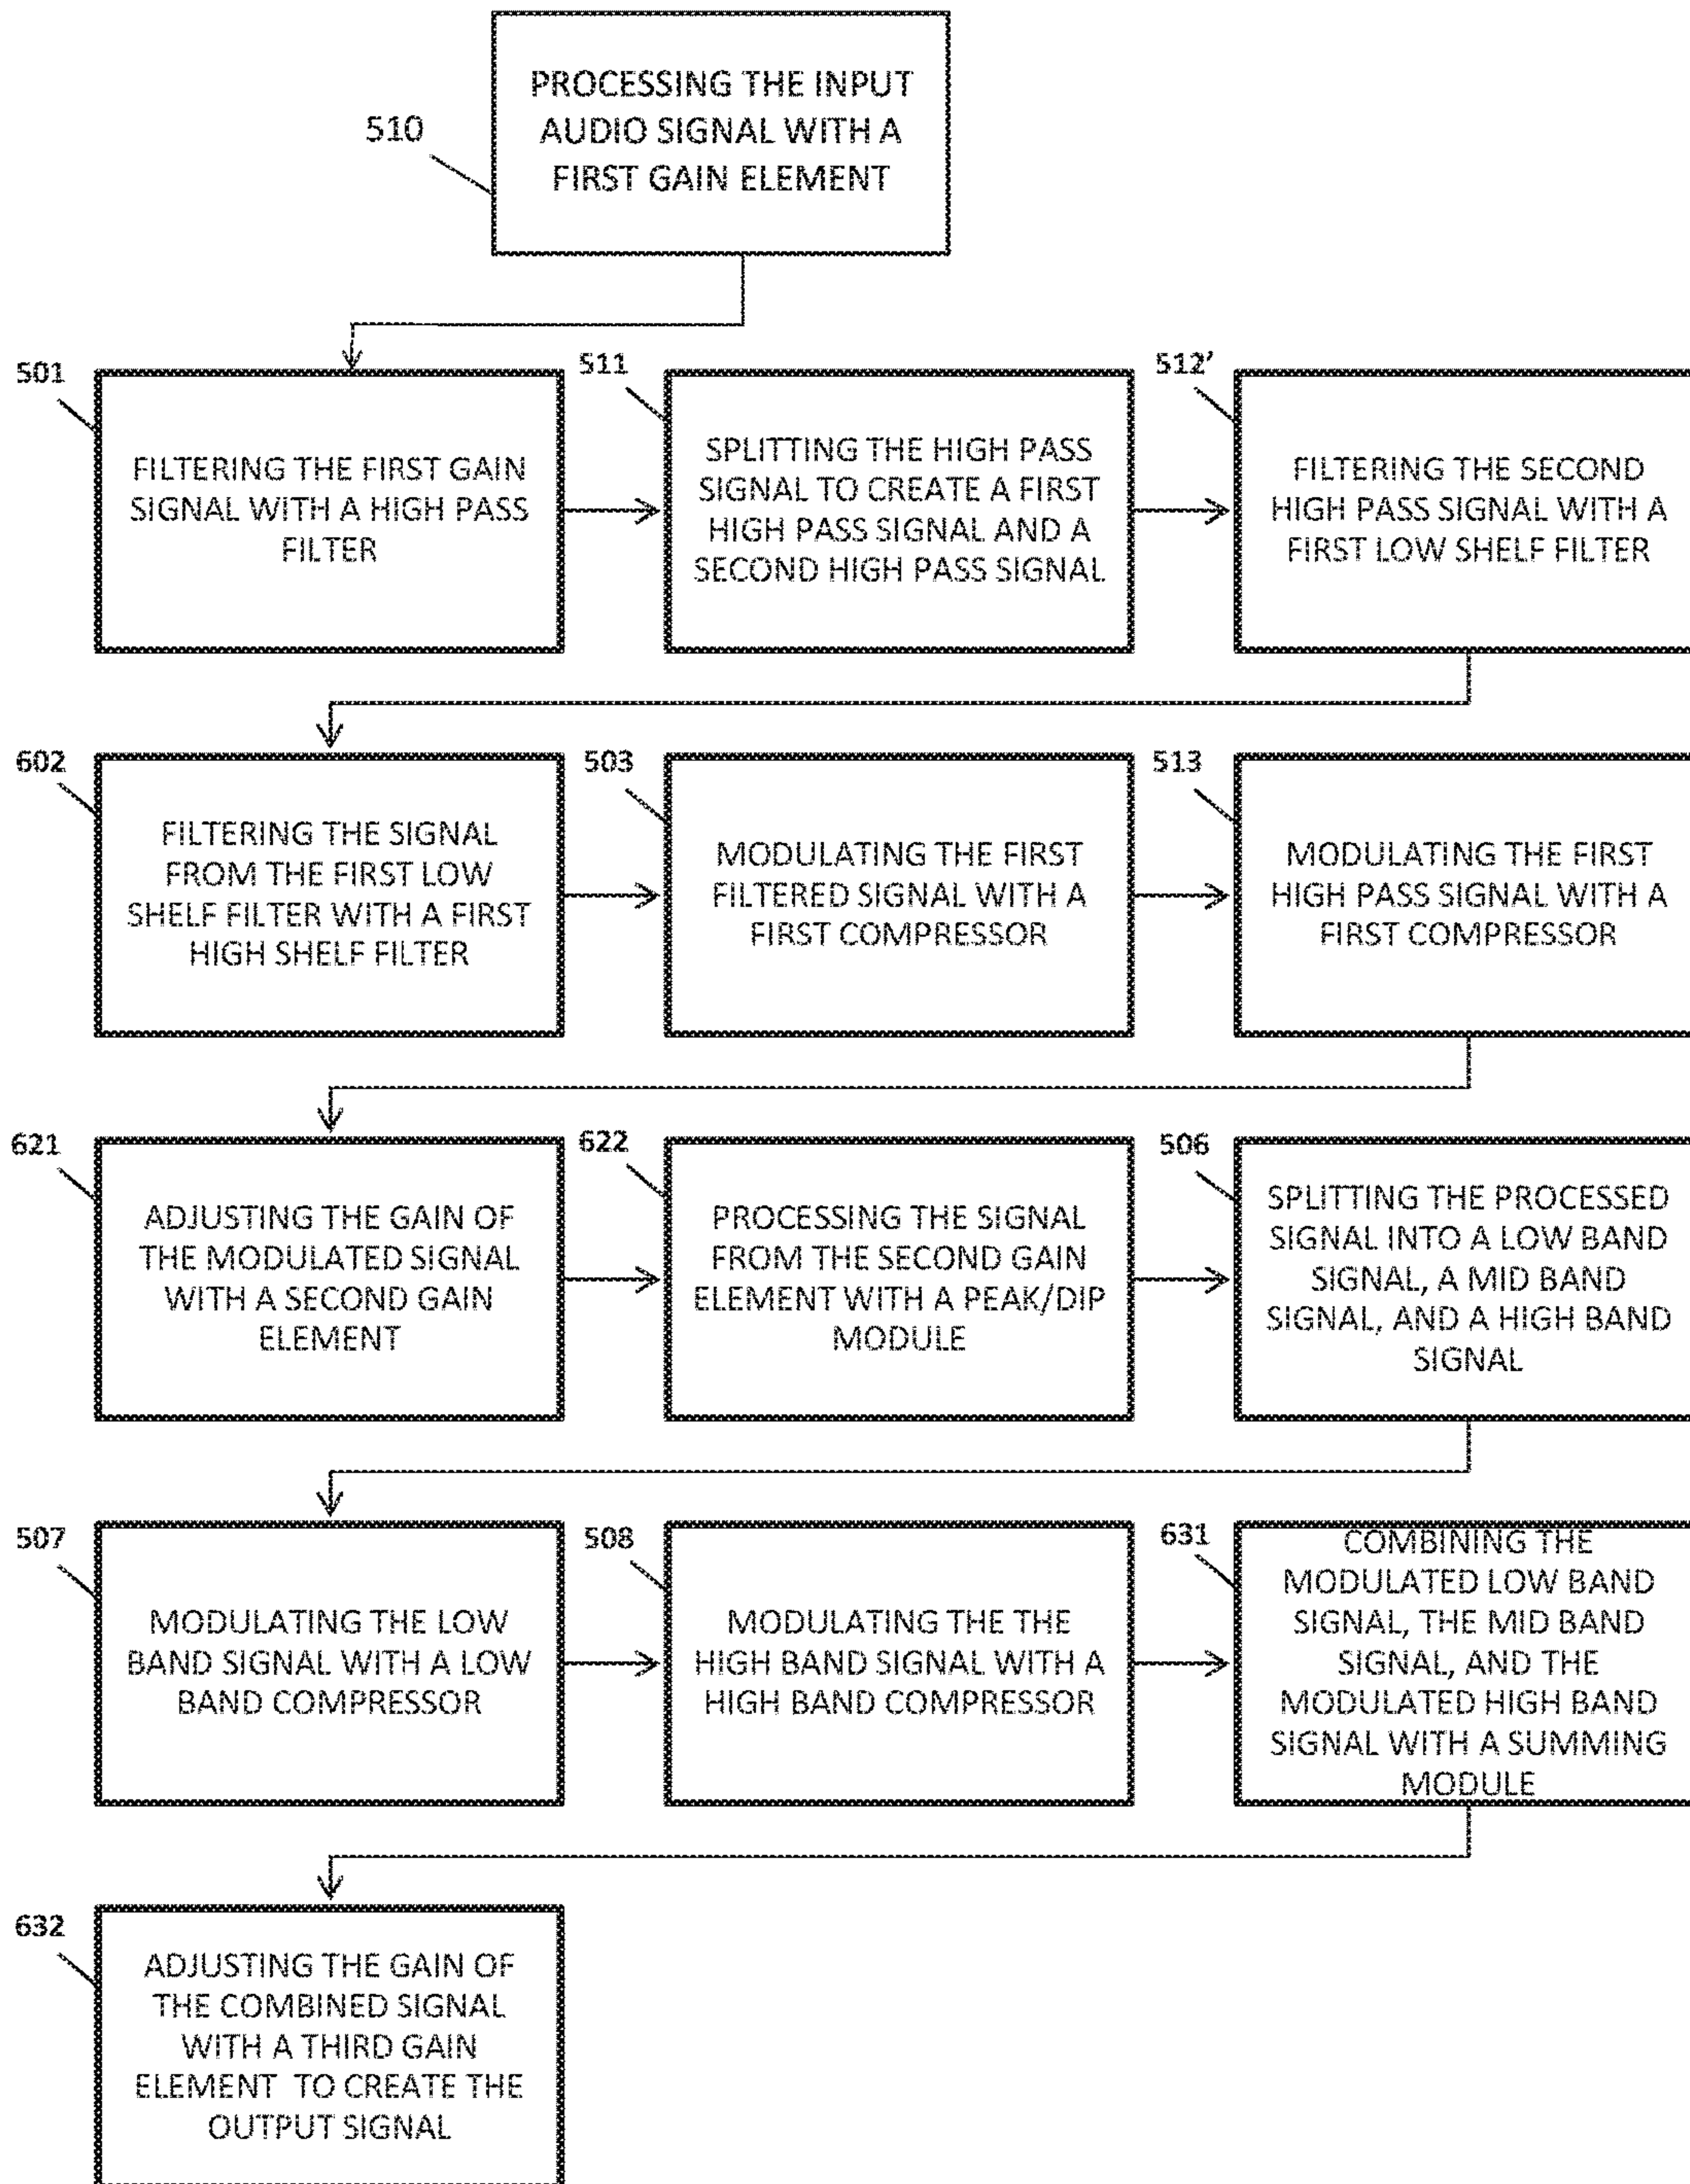 PROCESSING THE INPUT
AUDIO SIGNAL WITH A
FIRST GAIN ELEMENT
510
501
FILTERING THE FIRST GAIN
SIGNAL WITH A HIGH PASS
FILTER
511
SPLITTING THE HIGH PASS
SIGNAL TO CREATE A FIRST
HIGH PASS SIGNAL AND A
SECOND HIGH PASS SIGNAL
512'
FILTERING THE SECOND
HIGH PASS SIGNAL WITH A
FIRST LOW SHELF FILTER
602
FILTERING THE SIGNAL
FROM THE FIRST LOW
SHELF FILTER WITH A FIRST
HIGH SHELF FILTER
503
MODULATING THE FIRST
FILTERED SIGNAL WITH A
FIRST COMPRESSOR
513
MODULATING THE FIRST
HIGH PASS SIGNAL WITH A
FIRST COMPRESSOR
621
ADJUSTING THE GAIN OF
THE MODULATED SIGNAL
WITH A SECOND GAIN
ELEMENT
622
PROCESSING THE SIGNAL
FROM THE SECOND GAIN
ELEMENT WITH A PEAK/DIP
MODULE
506
SPLITTING THE PROCESSED
SIGNAL INTO A LOW BAND
SIGNAL, A MID BAND
SIGNAL, AND A HIGH BAND
SIGNAL
507
MODULATING THE LOW
BAND SIGNAL WITH A LOW
BAND COMPRESSOR
508
MODULATING THE THE
HIGH BAND SIGNAL WITH A
HIGH BAND COMPRESSOR
631
COMBINING THE
MODULATED LOW BAND
SIGNAL, THE MID BAND
SIGNAL, AND THE
MODULATED HIGH BAND
SIGNAL WITH A SUMMING
MODULE
632
ADJUSTING THE GAIN OF
THE COMBINED SIGNAL
WITH A THIRD GAIN
ELEMENT TO CREATE THE
OUTPUT SIGNAL